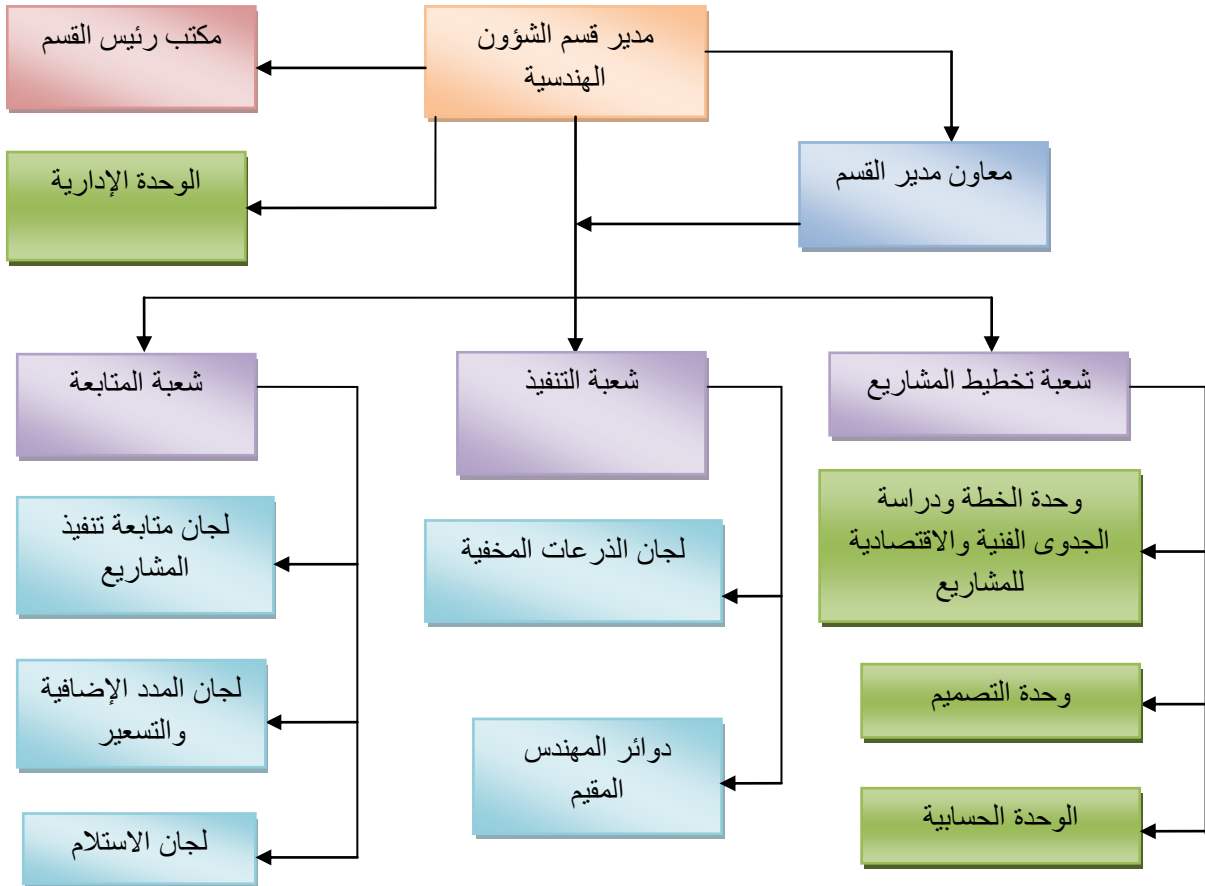 مدير قسم الشؤون
الهندسية
مكتب رئيس القسم
معاون مدير القسم
الوحدة الإدارية
شعبة تخطيط المشاريع
شعبة التنفيذ
شعبة المتابعة
وحدة الخطة ودراسة
الجدوى الفنية والاقتصادية
للمشاريع
وحدة التصميم
الوحدة الحسابية
لجان الذرعات المخفية
دوائر المهندس
المقيم
لجان متابعة تنفيذ
المشاريع
لجان المدد الإضافية
والتسعير
لجان الاستلام